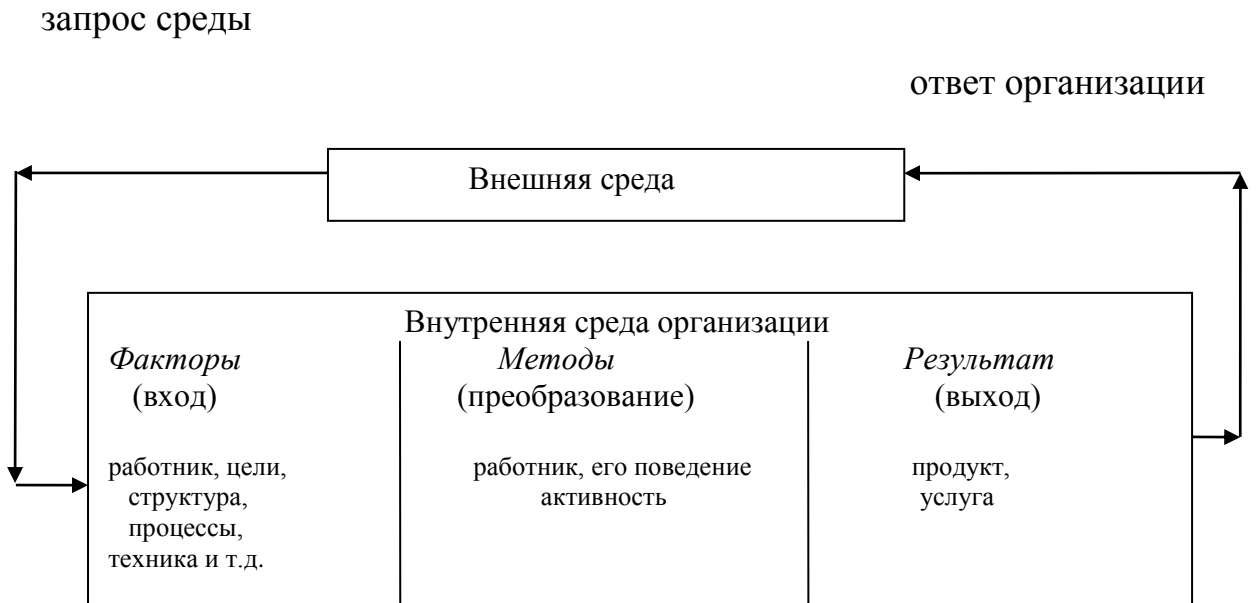 запрос среды
ответ организации
Внешняя среда
Внутренняя среда организации
Факторы
(вход)
работник, цели,
структура,
процессы,
техника и т.д.
Методы
(преобразование)
работник, его поведение
активность
Результат
(выход)
продукт,
услуга